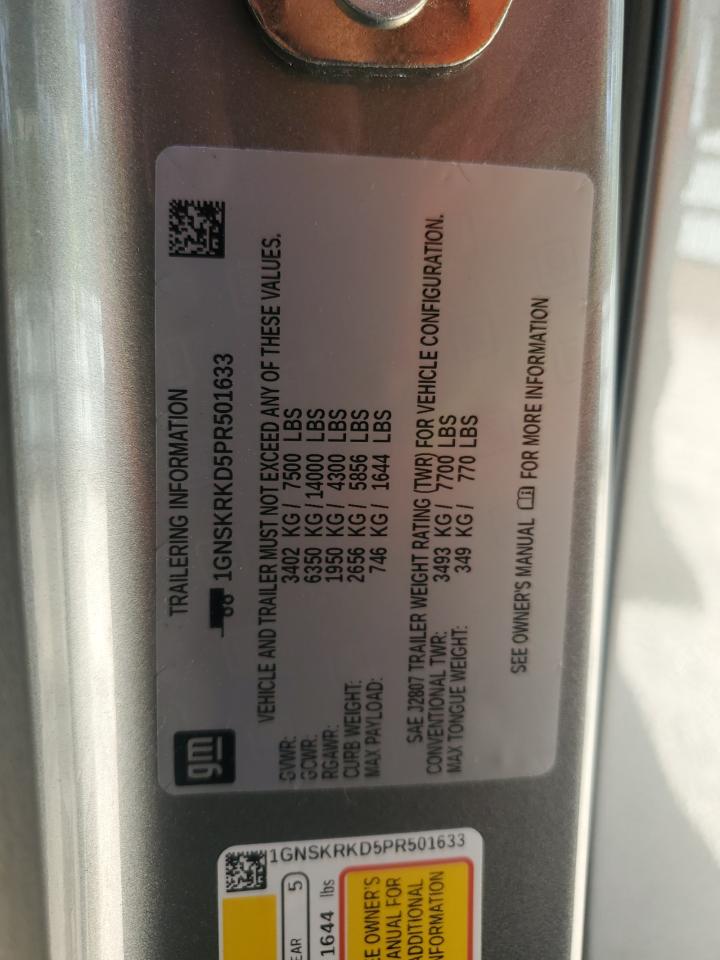 gm
TRAILERING INFORMATION
1GNSKRKD5PR501633
VEHICLE AND TRAILER MUST NOT EXCEED ANY OF THESE VALUES.
GVWR: 3402 KG / 7500 LBS
GCWR: 6350 KG / 14000 LBS
RGAWR: 1950 KG / 4300 LBS
CURB WEIGHT: 2656 KG / 5856 LBS
MAX PAYLOAD: 746 KG / 1644 LBS
SAE J2807 TRAILER WEIGHT RATING (TWR) FOR VEHICLE CONFIGURATION.
CONVENTIONAL TWR: 3493 KG / 7700 LBS
MAX TONGUE WEIGHT: 349 KG / 770 LBS
SEE OWNER'S MANUAL FOR MORE INFORMATION
1GNSKRKD5PR501633
EAR 5
1644 lbs
E OWNER'S
ANUAL FOR
ADDITIONAL
NFORMATION